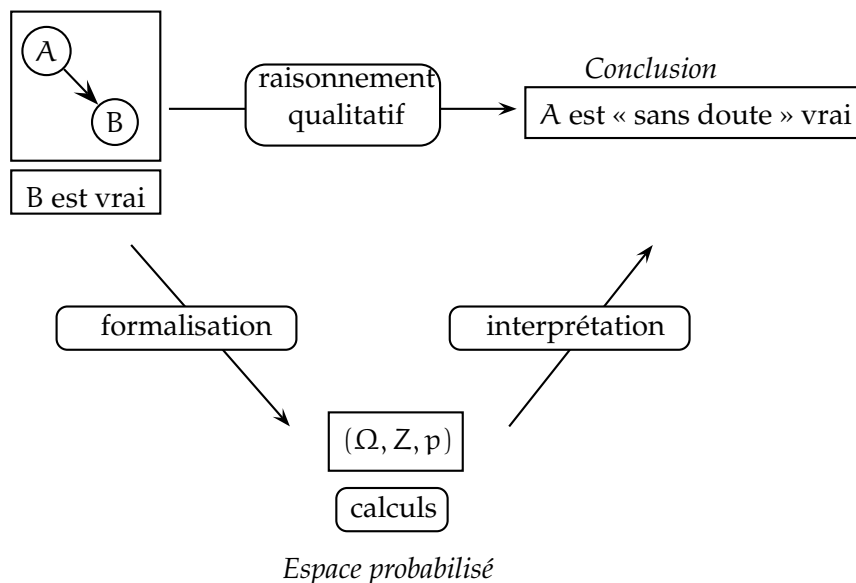 A
B
B est vrai
raisonnement
qualitatif
Conclusion
A est « sans doute » vrai
formalisation
interprétation
(Ω, Z, p)
calculs
Espace probabilisé